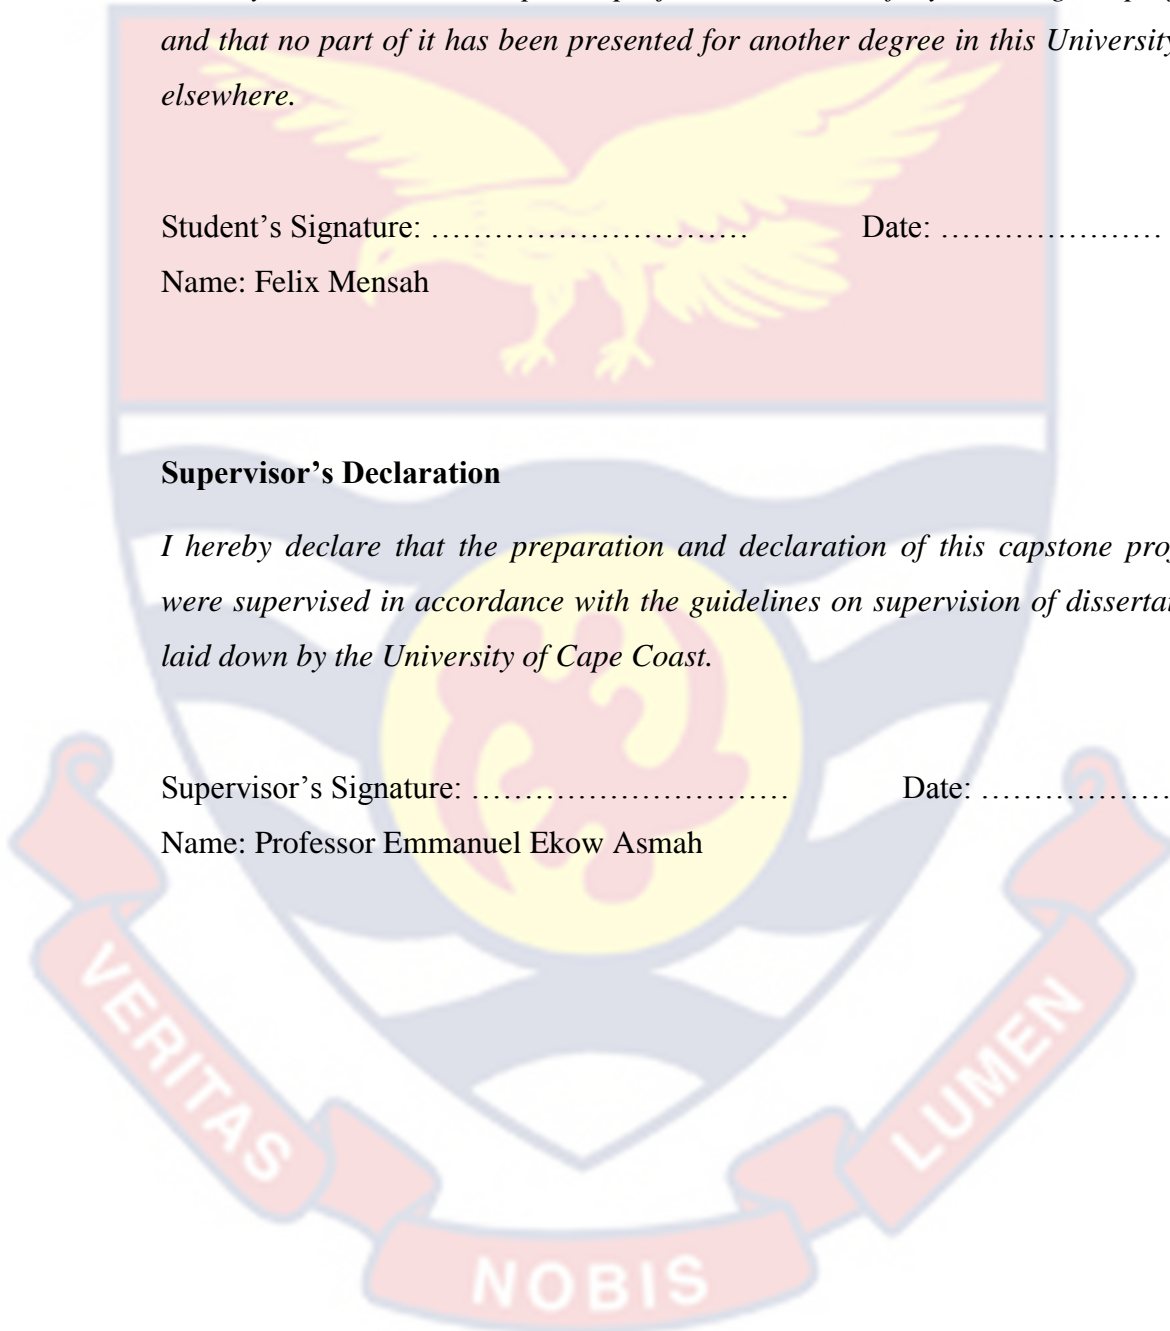 and that no part of it has been presented for another degree in this University
elsewhere.
Student’s Signature: ………………………… Date: …………………
Name: Felix Mensah
Supervisor’s Declaration
I hereby declare that the preparation and declaration of this capstone
were supervised in accordance with the guidelines on supervision of
laid down by the University of Cape Coast.
Supervisor’s Signature: ………………………… Date: ………………
Name: Professor Emmanuel Ekow Asmah
VERITAS
NOBIS
LUMEN